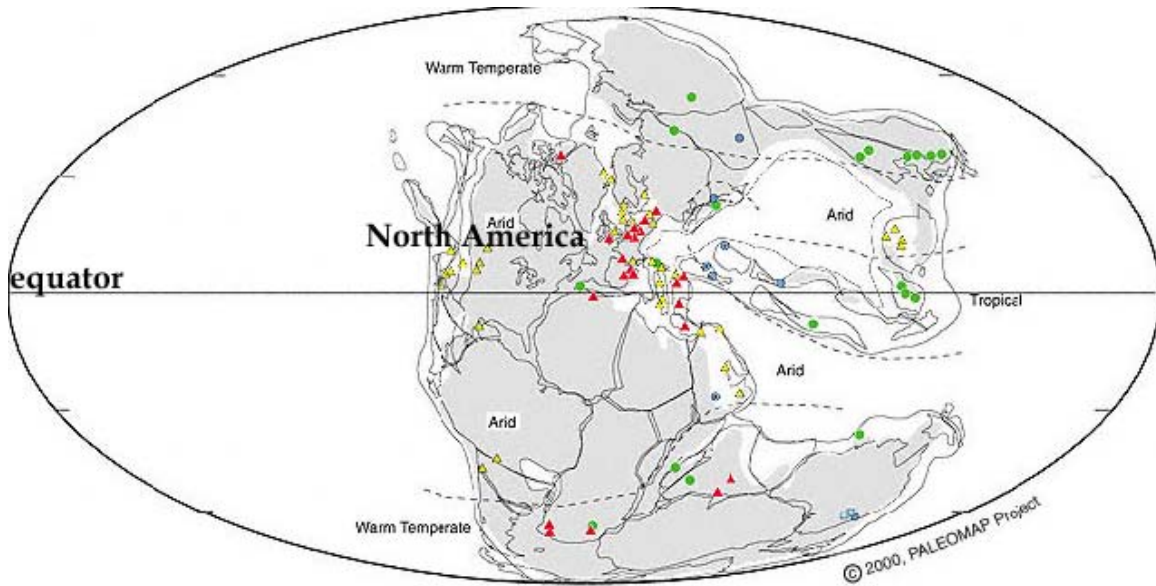 Warm Temperate
Arid
Arid
North America
equator
Tropical
Arid
Arid
Warm Temperate
© 2000, PALEOMAP Project